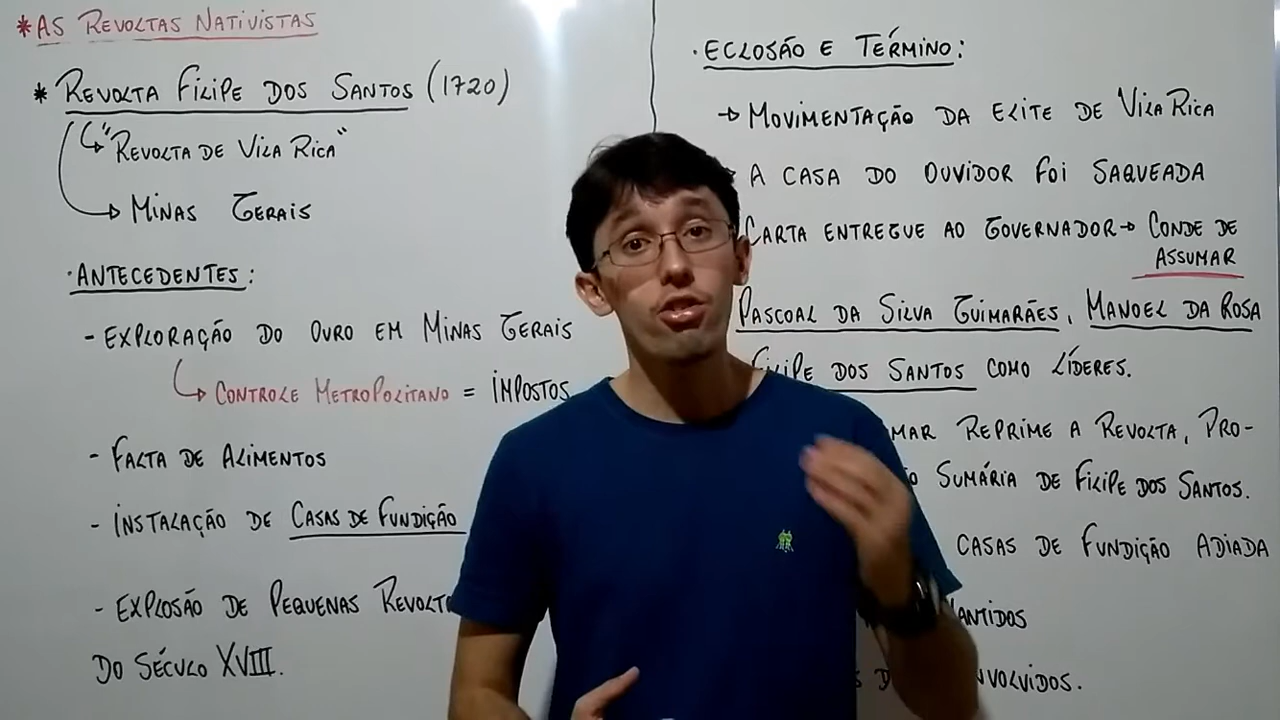 * AS REVOLTAS NATIVISTAS
* REVOLTA FILIPE DOS SANTOS (1720)
"REVOLTA DE VILA RICA"
MINAS GERAIS
· ANTECEDENTES:
- EXPLORAÇÃO DO OURO EM MINAS GERAIS
CONTROLE METROPOLITANO = IMPOSTOS
- FALTA DE ALIMENTOS
- INSTALAÇÃO DE CASAS DE FUNDIÇÃO
- EXPLOSÃO DE PEQUENAS
DO SÉCULO XVIII.
· ECLOSÃO E TÉRMINO:
→ MOVIMENTAÇÃO DA ELITE DE VILA RICA
A CASA DO OUVIDOR FOI SAQUEADA
CARTA ENTREGUE AO GOVERNADOR → CONDE DE
ASSUMAR
PASCOAL DA SILVA GUIMARÃES, MANOEL DA ROSA
FILIPE DOS SANTOS COMO LÍDERES.
REPRIME A REVOLTA, PRO-
SUMÁRIA DE FILIPE DOS SANTOS.
CASAS DE FUNDIÇÃO ADIADA